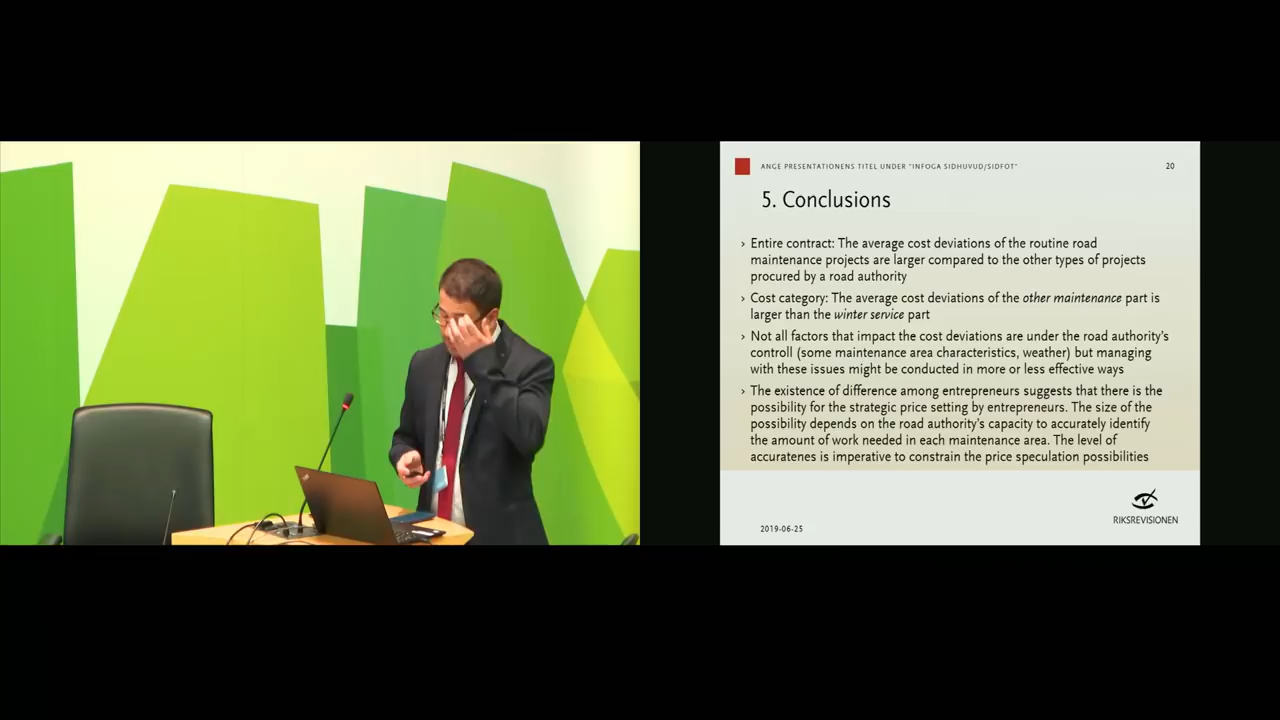 ANGE PRESENTATIONENS TITEL UNDER "INFOGA SIDHUVUD/SIDFOT"
20
5. Conclusions
› Entire contract: The average cost deviations of the routine road
maintenance projects are larger compared to the other types of projects
procured by a road authority
› Cost category: The average cost deviations of the other maintenance part is
larger than the winter service part
› Not all factors that impact the cost deviations are under the road authority's
controll (some maintenance area characteristics, weather) but managing
with these issues might be conducted in more or less effective ways
› The existence of difference among entrepreneurs suggests that there is the
possibility for the strategic price setting by entrepreneurs. The size of the
possibility depends on the road authority's capacity to accurately identify
the amount of work needed in each maintenance area. The level of
accuratenes is imperative to constrain the price speculation possibilities
RIKSREVISIONEN
2019-06-25